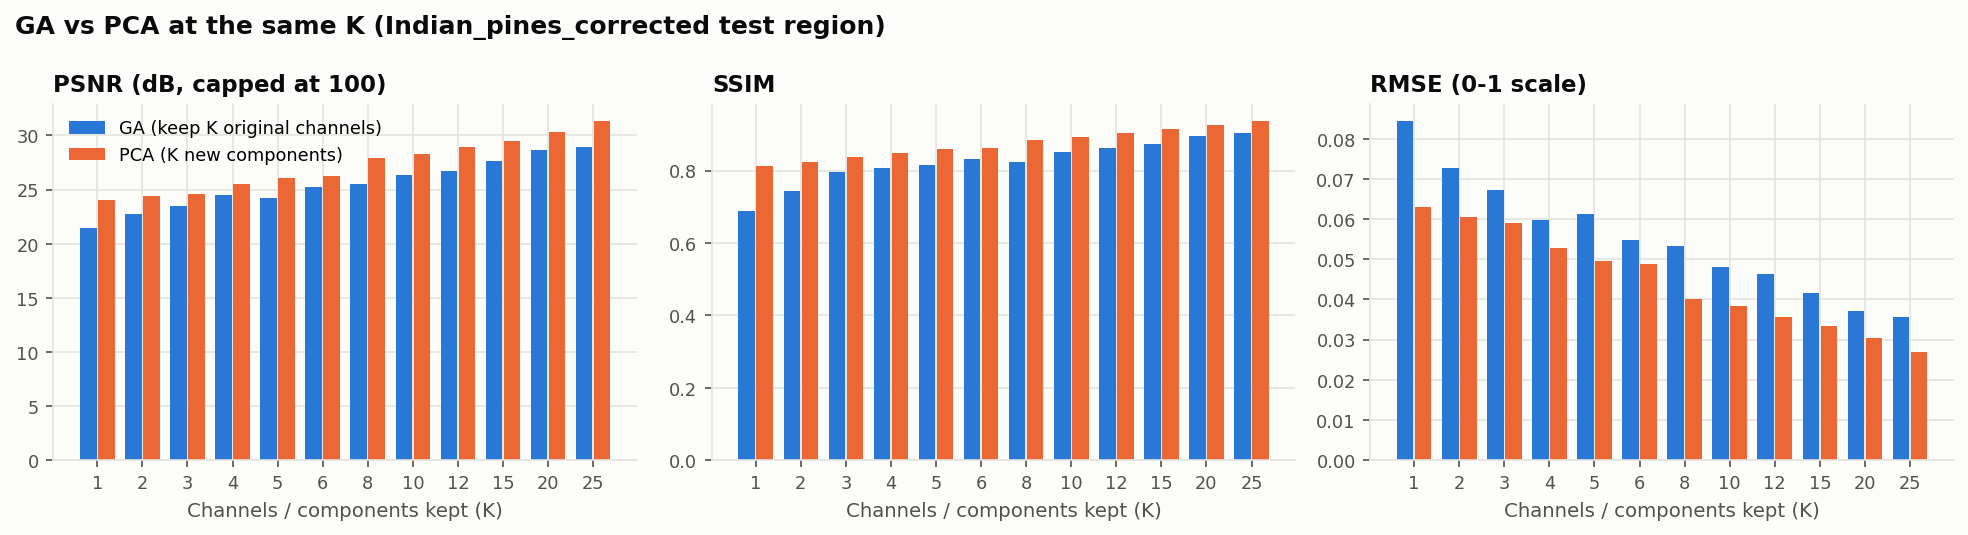 GA vs PCA at the same K (Indian_pines_corrected test region)
PSNR (dB, capped at 100)
GA (keep K original channels)
PCA (K new components)
30
25
20
15
10
5
0
1 2 3 4 5 6 8 10 12 15 20 25
Channels / components kept (K)
SSIM
0.8
0.6
0.4
0.2
0.0
1 2 3 4 5 6 8 10 12 15 20 25
Channels / components kept (K)
RMSE (0-1 scale)
0.08
0.07
0.06
0.05
0.04
0.03
0.02
0.01
0.00
1 2 3 4 5 6 8 10 12 15 20 25
Channels / components kept (K)